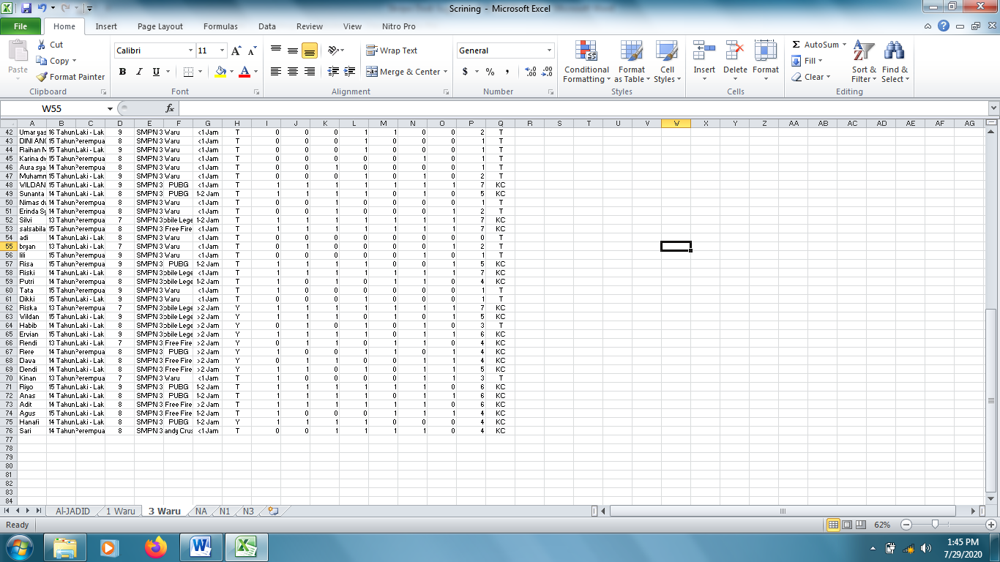 Scrining - Microsoft Excel
File Home Insert Page Layout Formulas Data Review View Nitro Pro
Paste Cut Copy Format Painter Clipboard
Calibri 11 B I U Font
Wrap Text Merge & Center Alignment
General $ % , Number
Conditional Formatting Format as Table Cell Styles Styles
Insert Delete Format Cells
AutoSum Fill Clear Sort & Filter Find & Select Editing
W55 fx
A B C D E F G H I J K L M N O P Q R S T U V W X Y Z AA AB AC AD AE AF AG
42 Umar yas 16 Tahun Laki - Lak 9 SMPN 3 Waru <1 Jam T 0 0 0 1 1 0 0 2 T
43 DINI ANG 15 Tahun Perempua 8 SMPN 3 Waru <1 Jam T 0 0 0 1 0 0 0 1 T
44 Raihan M 15 Tahun Laki - Lak 9 SMPN 3 Waru <1 Jam T 0 0 0 1 0 0 0 1 T
45 Karina dw 15 Tahun Perempua 8 SMPN 3 Waru <1 Jam T 0 0 0 0 0 1 0 1 T
46 Aura sya 14 Tahun Perempua 8 SMPN 3 Waru <1 Jam T 0 0 1 0 0 0 0 1 T
47 Muhamm 15 Tahun Laki - Lak 9 SMPN 3 Waru <1 Jam T 0 0 0 1 0 1 0 2 T
48 WILDAN 15 Tahun Laki - Lak 9 SMPN 3 PUBG <1 Jam T 1 1 1 1 1 1 1 7 KC
49 Sunanta 14 Tahun Laki - Lak 8 SMPN 3 PUBG 1-2 Jam T 1 1 1 1 0 1 0 5 KC
50 Nimas dw 14 Tahun Perempua 8 SMPN 3 Waru <1 Jam T 0 0 1 0 0 0 0 1 T
51 Erinda Sy 14 Tahun Perempua 8 SMPN 3 Waru <1 Jam T 0 0 1 0 0 0 1 2 T
52 Silvi 13 Tahun Perempua 7 SMPN 3 obile Lege 1-2 Jam T 1 1 1 1 1 1 1 7 KC
53 salsabila 15 Tahun Perempua 8 SMPN 3 Free Fire <1 Jam T 1 1 1 1 1 1 1 7 KC
54 adi 14 Tahun Laki - Lak 8 SMPN 3 Waru <1 Jam T 0 0 0 0 0 0 0 0 T
55 bryan 13 Tahun Laki - Lak 7 SMPN 3 Waru <1 Jam T 0 0 1 0 0 0 1 2 T
56 lili 15 Tahun Perempua 8 SMPN 3 Waru <1 Jam T 0 0 0 0 0 1 0 1 T
57 Risa 15 Tahun Perempua 9 SMPN 3 PUBG 1-2 Jam T 0 1 1 1 0 1 1 5 KC
58 Riski 14 Tahun Laki - Lak 8 SMPN 3 obile Lege <1 Jam T 1 1 1 1 1 1 1 7 KC
59 Putri 14 Tahun Perempua 8 SMPN 3 obile Lege 1-2 Jam T 1 0 1 0 1 1 0 4 KC
60 Tata 15 Tahun Perempua 9 SMPN 3 Waru <1 Jam T 0 0 1 0 0 0 0 1 T
61 Dikki 15 Tahun Laki - Lak 9 SMPN 3 Waru <1 Jam T 0 0 0 1 0 0 0 1 T
62 Riska 13 Tahun Perempua 7 SMPN 3 obile Lege >2 Jam Y 1 1 1 1 1 1 1 7 KC
63 Wildan 15 Tahun Laki - Lak 9 SMPN 3 obile Lege >2 Jam Y 1 1 1 0 1 1 0 5 KC
64 Habib 14 Tahun Laki - Lak 8 SMPN 3 obile Lege >2 Jam Y 0 1 0 1 0 1 0 3 T
65 Ervian 15 Tahun Laki - Lak 9 SMPN 3 obile Lege >2 Jam Y 1 1 0 1 1 1 1 6 KC
66 Rendi 13 Tahun Laki - Lak 7 SMPN 3 Free Fire >2 Jam Y 0 1 1 0 1 1 0 4 KC
67 Rere 14 Tahun Perempua 8 SMPN 3 PUBG >2 Jam Y 1 0 0 1 1 0 1 4 KC
68 Dava 14 Tahun Laki - Lak 8 SMPN 3 Free Fire >2 Jam Y 0 1 1 0 1 1 0 4 KC
69 Dendi 14 Tahun Laki - Lak 8 SMPN 3 Free Fire >2 Jam Y 1 1 0 1 1 1 0 5 KC
70 Kinan 13 Tahun Perempua 7 SMPN 3 Waru <1 Jam T 1 0 0 0 0 1 1 3 T
71 Riyo 15 Tahun Laki - Lak 9 SMPN 3 PUBG 1-2 Jam T 0 1 1 1 1 1 1 6 KC
72 Anas 14 Tahun Laki - Lak 8 SMPN 3 PUBG 1-2 Jam T 1 1 1 1 0 1 1 6 KC
73 Adit 14 Tahun Laki - Lak 8 SMPN 3 Free Fire >2 Jam T 1 1 1 1 1 1 0 6 KC
74 Agus 15 Tahun Laki - Lak 8 SMPN 3 Free Fire 1-2 Jam T 1 0 0 0 1 1 1 4 KC
75 Hanafi 14 Tahun Laki - Lak 8 SMPN 3 PUBG 1-2 Jam Y 1 1 1 1 0 0 0 4 KC
76 Sari 14 Tahun Perempua 8 SMPN 3 andy Crus <1 Jam T 0 0 1 1 1 1 0 4 KC
77
78
79
80
81
82
83
84
Al-JADID 1 Waru 3 Waru NA N1 N3
Ready 62%
1:45 PM
7/29/2020